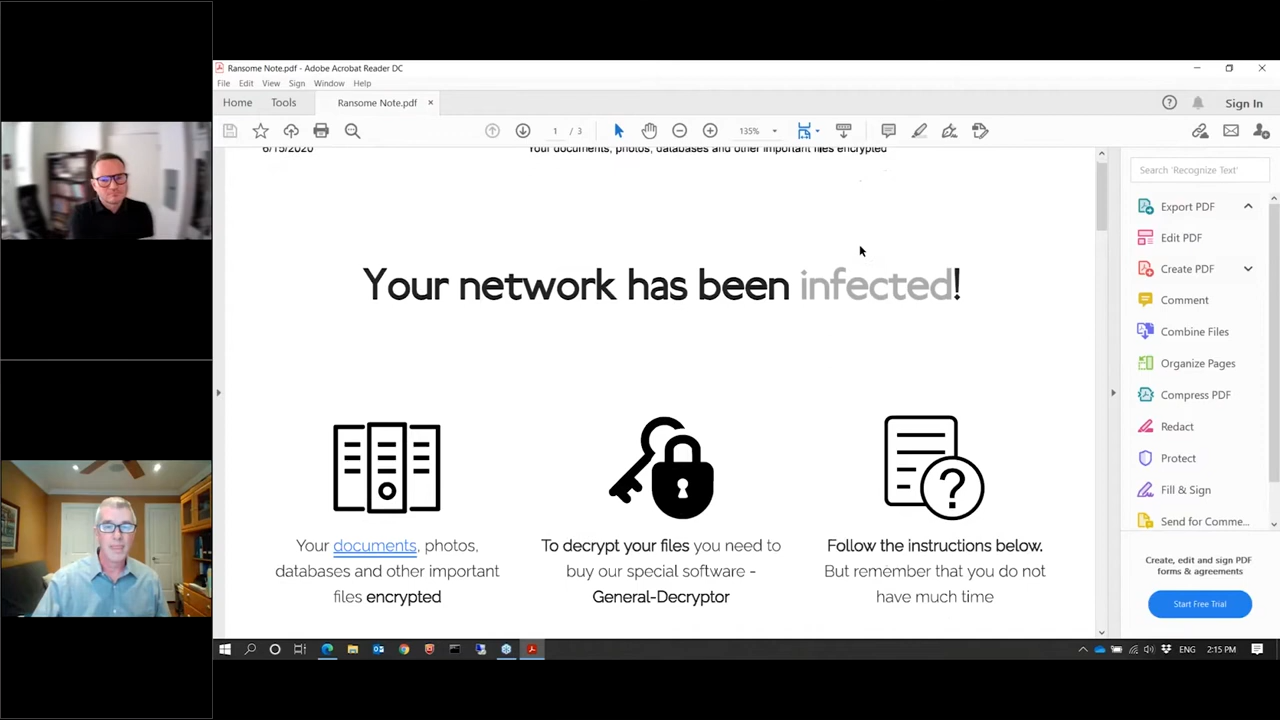 Ransome Note.pdf - Adobe Acrobat Reader DC
File Edit View Sign Window Help
Home Tools Ransome Note.pdf × Sign In
1 / 3 135%
6/15/2020 Your documents, photos, databases and other important files encrypted
Your network has been infected!
Your documents, photos,
databases and other important
files encrypted
To decrypt your files you need to
buy our special software -
General-Decryptor
Follow the instructions below.
But remember that you do not
have much time
Search 'Recognize Text'
Export PDF
Edit PDF
Create PDF
Comment
Combine Files
Organize Pages
Compress PDF
Redact
Protect
Fill & Sign
Send for Comme...
Create, edit and sign PDF
forms & agreements
Start Free Trial
ENG 2:15 PM